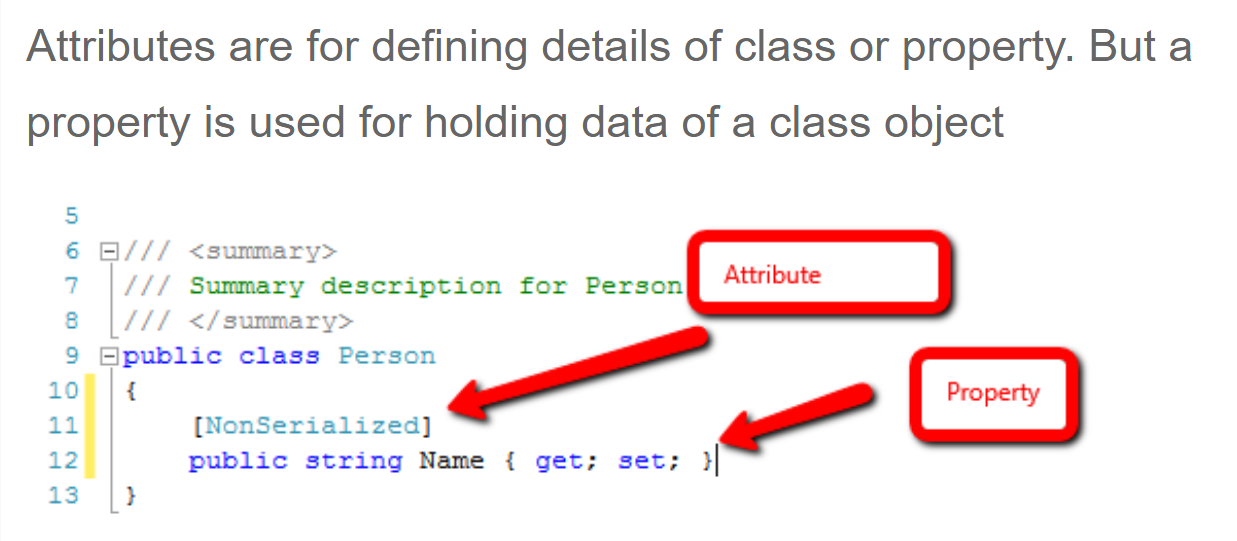 Attributes are for defining details of class or property. But a
property is used for holding data of a class object
5
6 /// <summary>
7 /// Summary description for Person
Attribute
8 /// </summary>
9 public class Person
10 {
Property
11 [NonSerialized]
12 public string Name { get; set; }
13 }